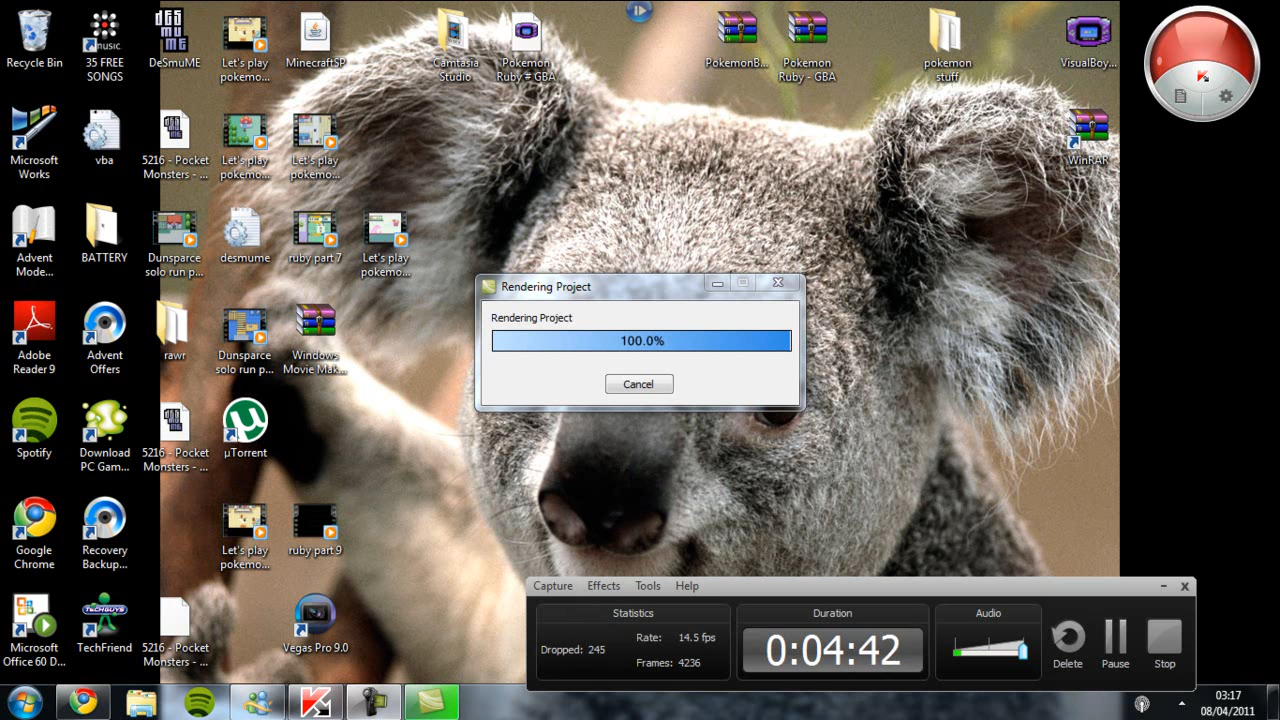 Recycle Bin
music
35 FREE
SONGS
DESMUME
DeSmuME
Let's play
pokemo...
MinecraftSP
Camtasia
Studio
Pokemon
Ruby # GBA
PokemonB...
Pokemon
Ruby - GBA
pokemon
stuff
VisualBoy...
Microsoft
Works
vba
5216 - Pocket
Monsters - ...
Let's play
pokemo...
Let's play
pokemo...
WinRAR
Advent
Mode...
BATTERY
Dunsparce
solo run p...
desmume
ruby part 7
Let's play
pokemo...
Rendering Project
Rendering Project
100.0%
Cancel
Adobe
Reader 9
Advent
Offers
rawr
Dunsparce
solo run p...
Windows
Movie Mak...
Spotify
Download
PC Gam...
5216 - Pocket
Monsters - ...
µTorrent
Google
Chrome
Recovery
Backup...
Let's play
pokemo...
ruby part 9
Microsoft
Office 60 D...
TECHGUYS
TechFriend
5216 - Pocket
Monsters - ...
Vegas Pro 9.0
Capture Effects Tools Help
Statistics
Dropped: 245
Rate: 14.5 fps
Frames: 4236
Duration
0:04:42
Audio
Delete
Pause
Stop
03:17
08/04/2011